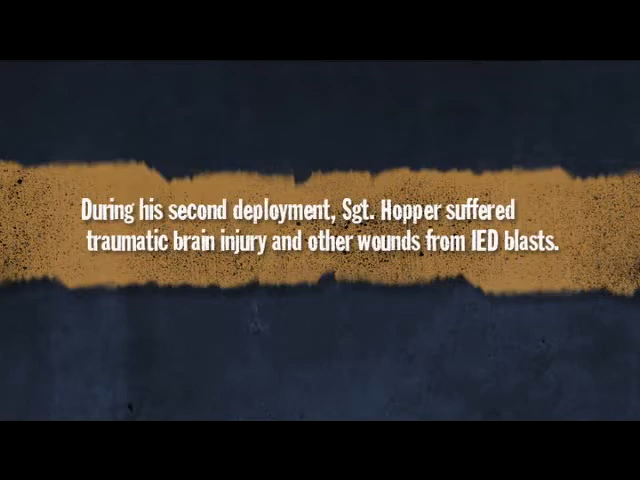 During his second deployment, Sgt. Hopper suffered
traumatic brain injury and other wounds from IED blasts.